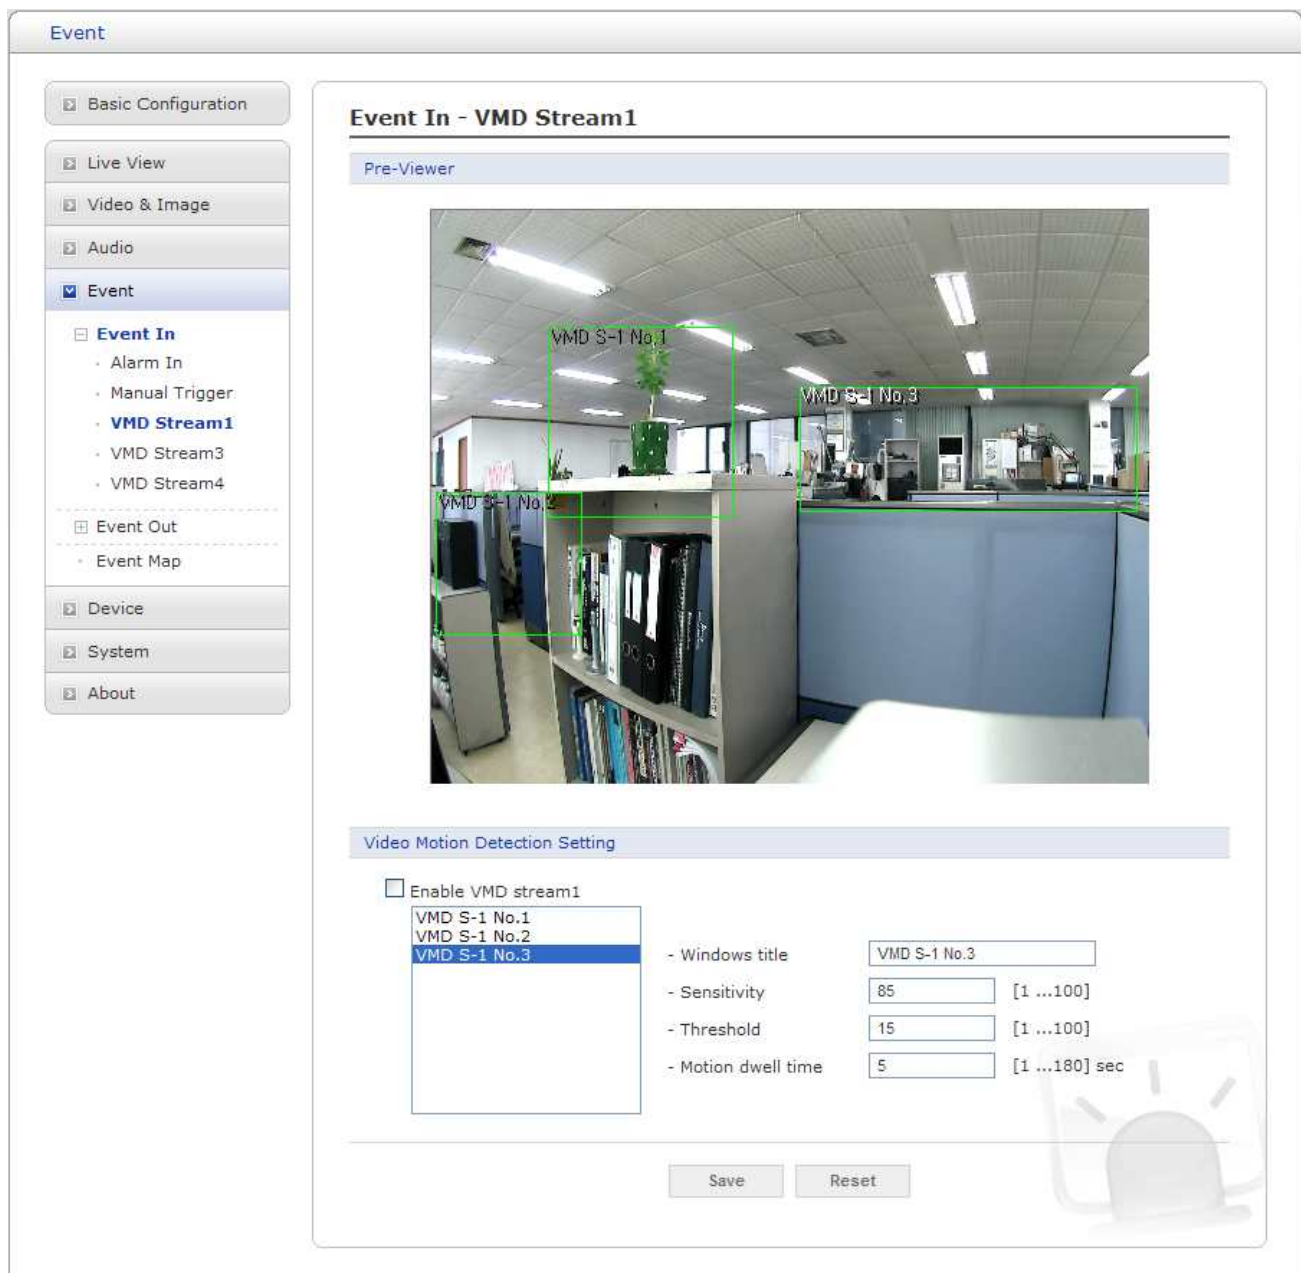 Event
Basic Configuration
Live View
Video & Image
Audio
Event
Event In
Alarm In
Manual Trigger
VMD Stream1
VMD Stream3
VMD Stream4
Event Out
Event Map
Device
System
About
Event In - VMD Stream1
Pre-Viewer
VMD S-1 No.1
VMD S-1 No.3
VMD S-1 No.2
Video Motion Detection Setting
Enable VMD stream1
VMD S-1 No.1
VMD S-1 No.2
VMD S-1 No.3
- Windows title VMD S-1 No.3
- Sensitivity 85 [1 ...100]
- Threshold 15 [1 ...100]
- Motion dwell time 5 [1 ...180] sec
Save Reset